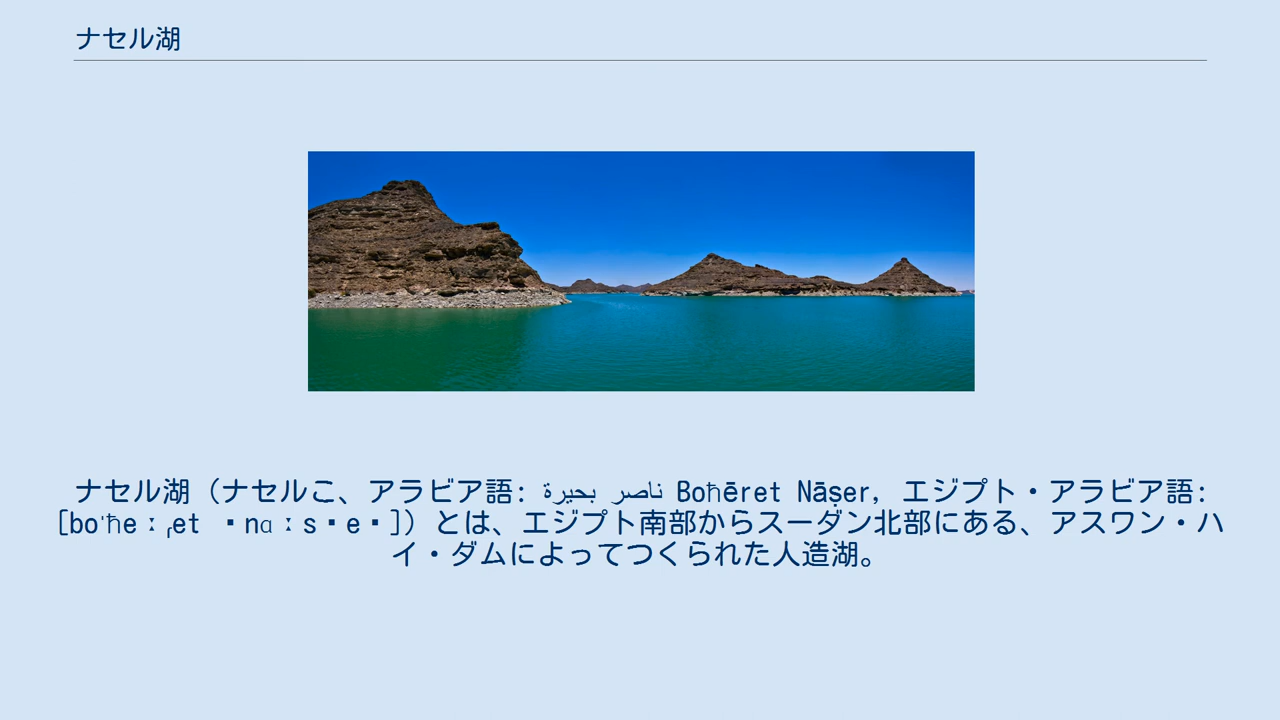 ナセル湖
ナセル湖（ナセルこ、アラビア語: بحيرة ناصر Boħēret Nāṣer, エジプト・アラビア語:
[boˈħeːɾet nɑːsˤeɾ]）とは、エジプト南部からスーダン北部にある、アスワン・ハ
イ・ダムによってつくられた人造湖。